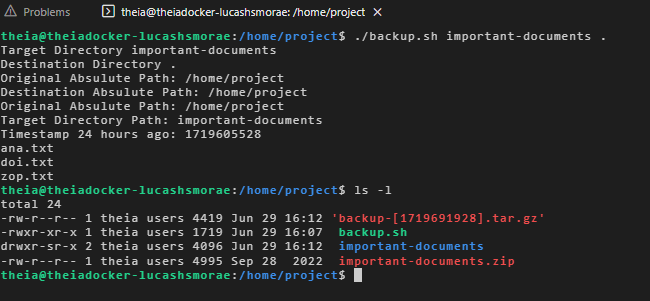 Problems theia@theiadocker-lucashsmorae: /home/project
theia@theiadocker-lucashsmorae:/home/project$ ./backup.sh important-documents .
Target Directory important-documents
Destination Directory .
Original Absulute Path: /home/project
Destination Absulute Path: /home/project
Original Absulute Path: /home/project
Target Directory Path: important-documents
Timestamp 24 hours ago: 1719605528
ana.txt
doi.txt
zop.txt
theia@theiadocker-lucashsmorae:/home/project$ ls -l
total 24
-rw-r--r-- 1 theia users 4419 Jun 29 16:12 'backup-[1719691928].tar.gz'
-rwxr-xr-x 1 theia users 1719 Jun 29 16:07 backup.sh
drwxr-sr-x 2 theia users 4096 Jun 29 16:12 important-documents
-rw-r--r-- 1 theia users 4995 Sep 28 2022 important-documents.zip
theia@theiadocker-lucashsmorae:/home/project$